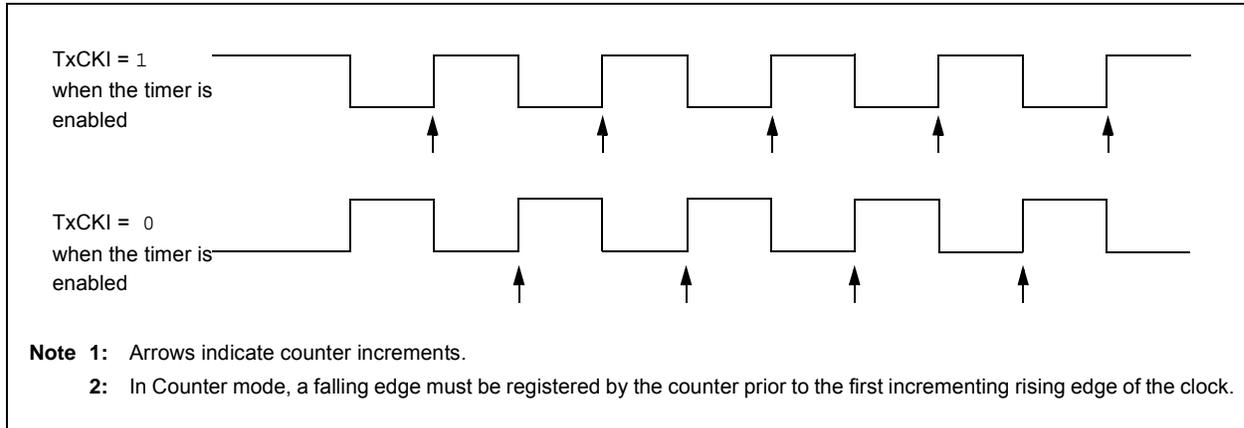 TxCKI = 1
when the timer is
enabled
TxCKI = 0
when the timer is
enabled
Note 1: Arrows indicate counter increments.
2: In Counter mode, a falling edge must be registered by the counter prior to the first incrementing rising edge of the clock.